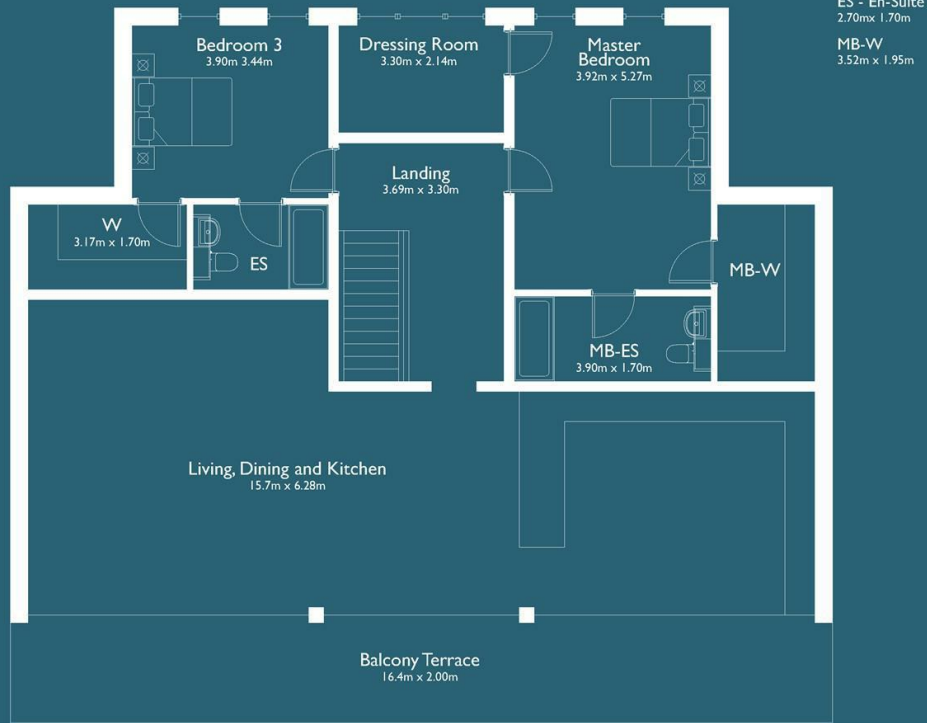 ES - En-Suite
2.70mx 1.70m
MB-W
3.52m x 1.95m
Bedroom 3
3.90m 3.44m
Dressing Room
3.30m x 2.14m
Master
Bedroom
3.92m x 5.27m
Landing
3.69m x 3.30m
W
3.17m x 1.70m
ES
MB-W
MB-ES
3.90m x 1.70m
Living, Dining and Kitchen
15.7m x 6.28m
Balcony Terrace
16.4m x 2.00m